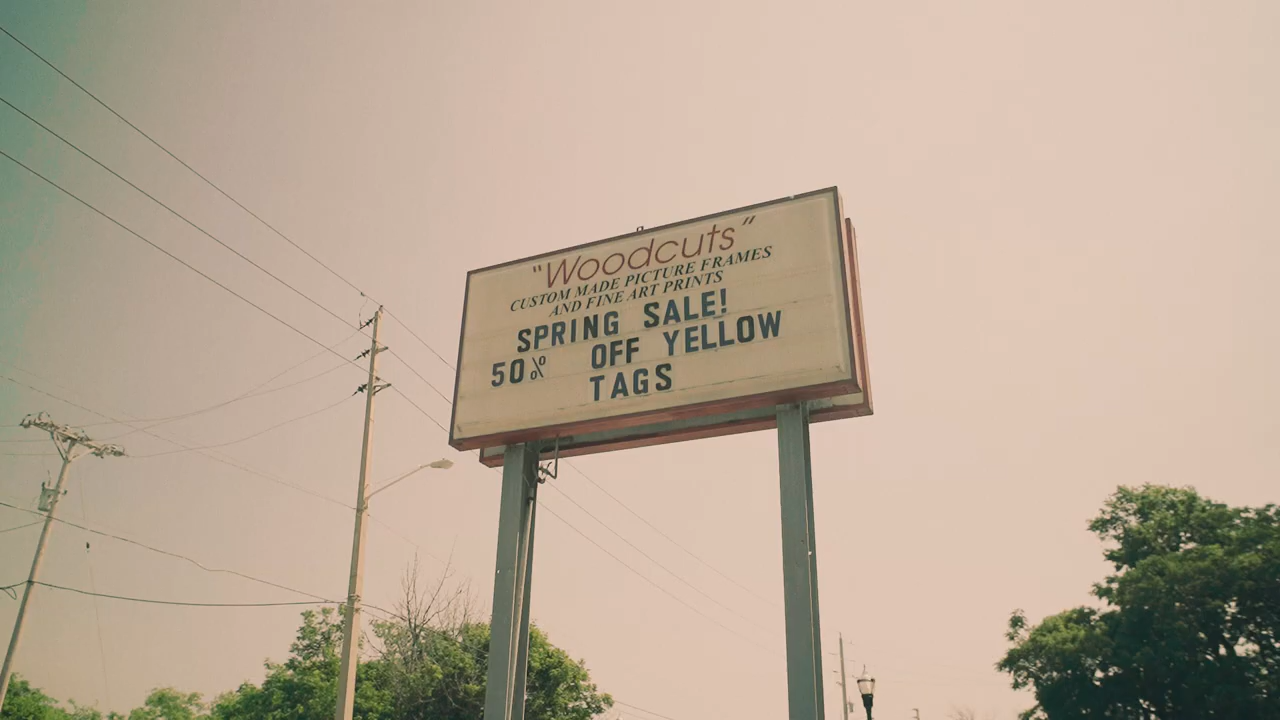 "Woodcuts"
CUSTOM MADE PICTURE FRAMES
AND FINE ART PRINTS
SPRING SALE!
50% OFF YELLOW
TAGS